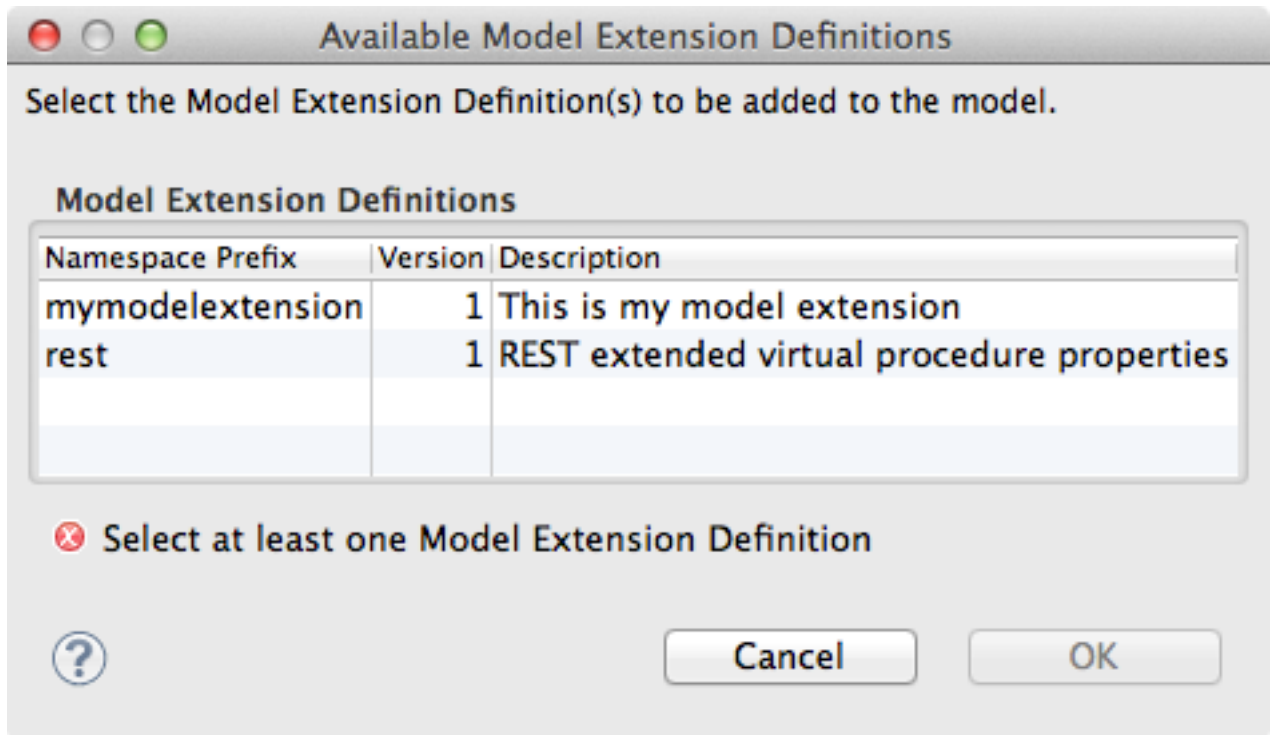 Available Model Extension Definitions
Select the Model Extension Definition(s) to be added to the model.
Model Extension Definitions
Namespace Prefix Version Description
mymodelextension 1 This is my model extension
rest 1 REST extended virtual procedure properties
Select at least one Model Extension Definition
? Cancel OK